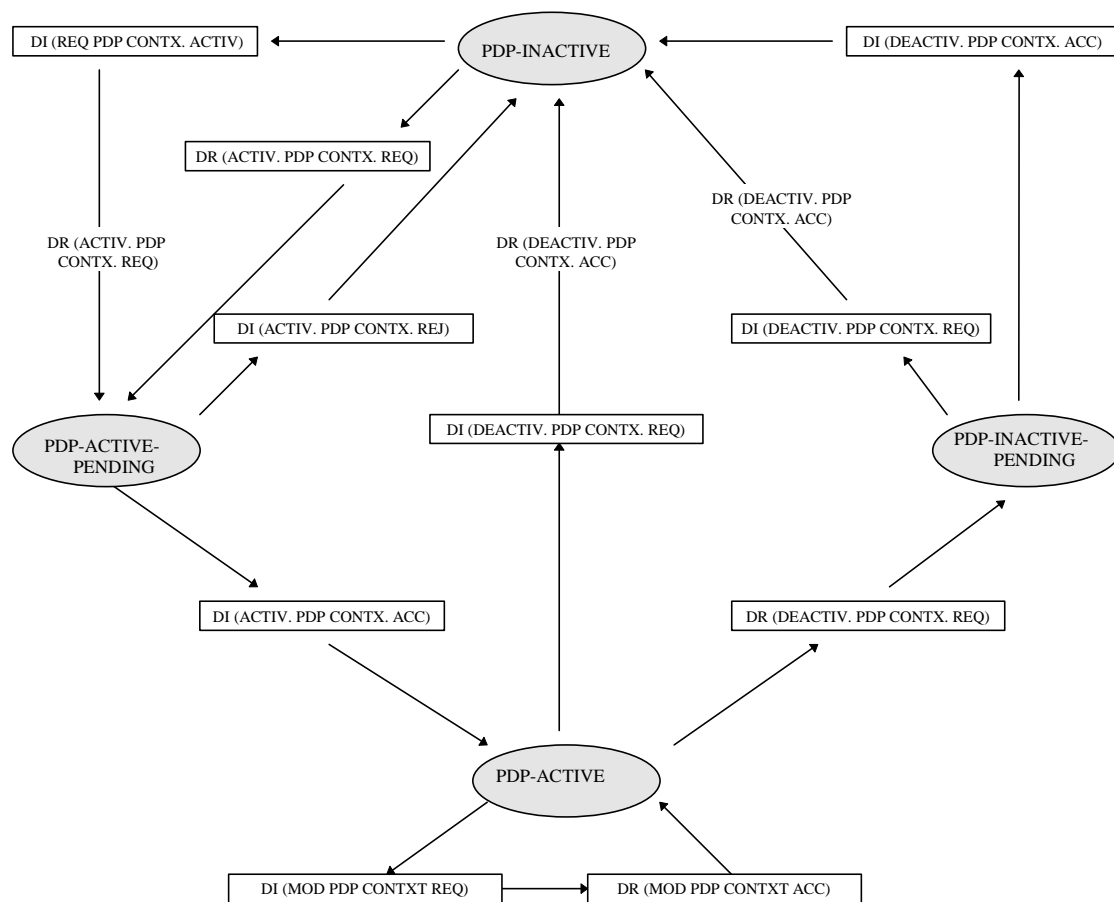 DI (REQ PDP CONTX. ACTIV)
PDP-INACTIVE
DI (DEACTIV. PDP CONTX. ACC)
DR (ACTIV. PDP CONTX. REQ)
DR (DEACTIV. PDP
CONTX. ACC)
DR (ACTIV. PDP
CONTX. REQ)
DR (DEACTIV. PDP
CONTX. ACC)
DI (ACTIV. PDP CONTX. REJ)
DI (DEACTIV. PDP CONTX. REQ)
DI (DEACTIV. PDP CONTX. REQ)
PDP-ACTIVE-
PENDING
PDP-INACTIVE-
PENDING
DI (ACTIV. PDP CONTX. ACC)
DR (DEACTIV. PDP CONTX. REQ)
PDP-ACTIVE
DI (MOD PDP CONTXT REQ)
DR (MOD PDP CONTXT ACC)